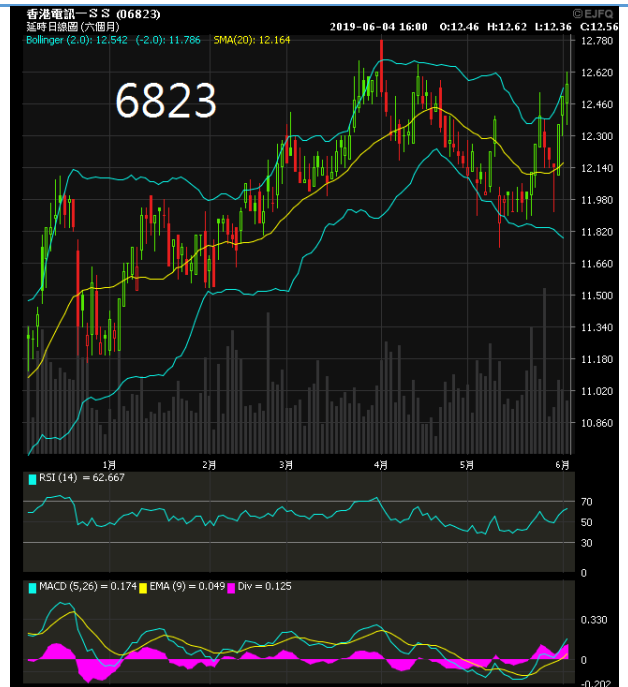 香港電訊一ＳＳ (06823)
©EJFQ
延時日線圖 (六個月)
2019-06-04 16:00 O:12.46 H:12.62 L:12.36 C:12.56
Bollinger (2.0): 12.542 (-2.0): 11.786 SMA(20): 12.164
12.780
12.620
6823
12.460
12.300
12.140
11.980
11.820
11.660
11.500
11.340
11.180
11.020
10.860
1月 2月 3月 4月 5月 6月
RSI (14) = 62.667
70
50
30
0
MACD (5,26) = 0.174 EMA (9) = 0.049 Div = 0.125
0.330
0
-0.202